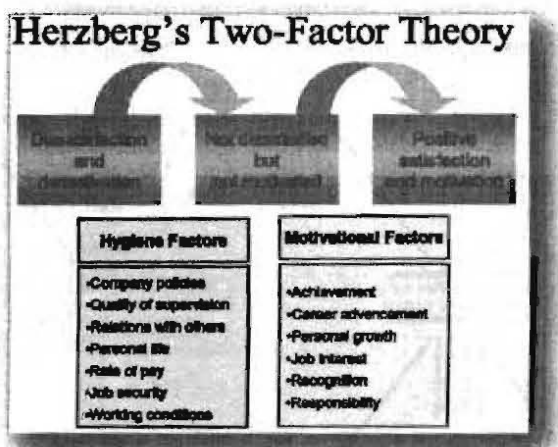 Herzberg's Two-Factor Theory
Dissatisfaction
and
demotivation
Not dissatisfied
but
not motivated
Positive
satisfaction
and motivation
Hygiene Factors
•Company policies
•Quality of supervision
•Relations with others
•Personal life
•Rate of pay
•Job security
•Working conditions
Motivational Factors
•Achievement
•Career advancement
•Personal growth
•Job interest
•Recognition
•Responsibility